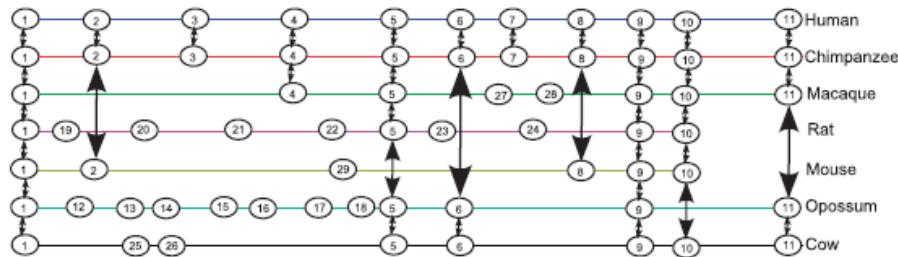 1 2 3 4 5 6 7 8 9 10 11 Human
1 2 3 4 5 6 7 8 9 10 11 Chimpanzee
1 4 5 27 28 9 10 11 Macaque
1 19 20 21 22 5 23 24 9 10 Rat
1 2 29 8 9 10 Mouse
1 12 13 14 15 16 17 18 5 6 9 11 Opossum
1 25 26 5 6 9 10 11 Cow